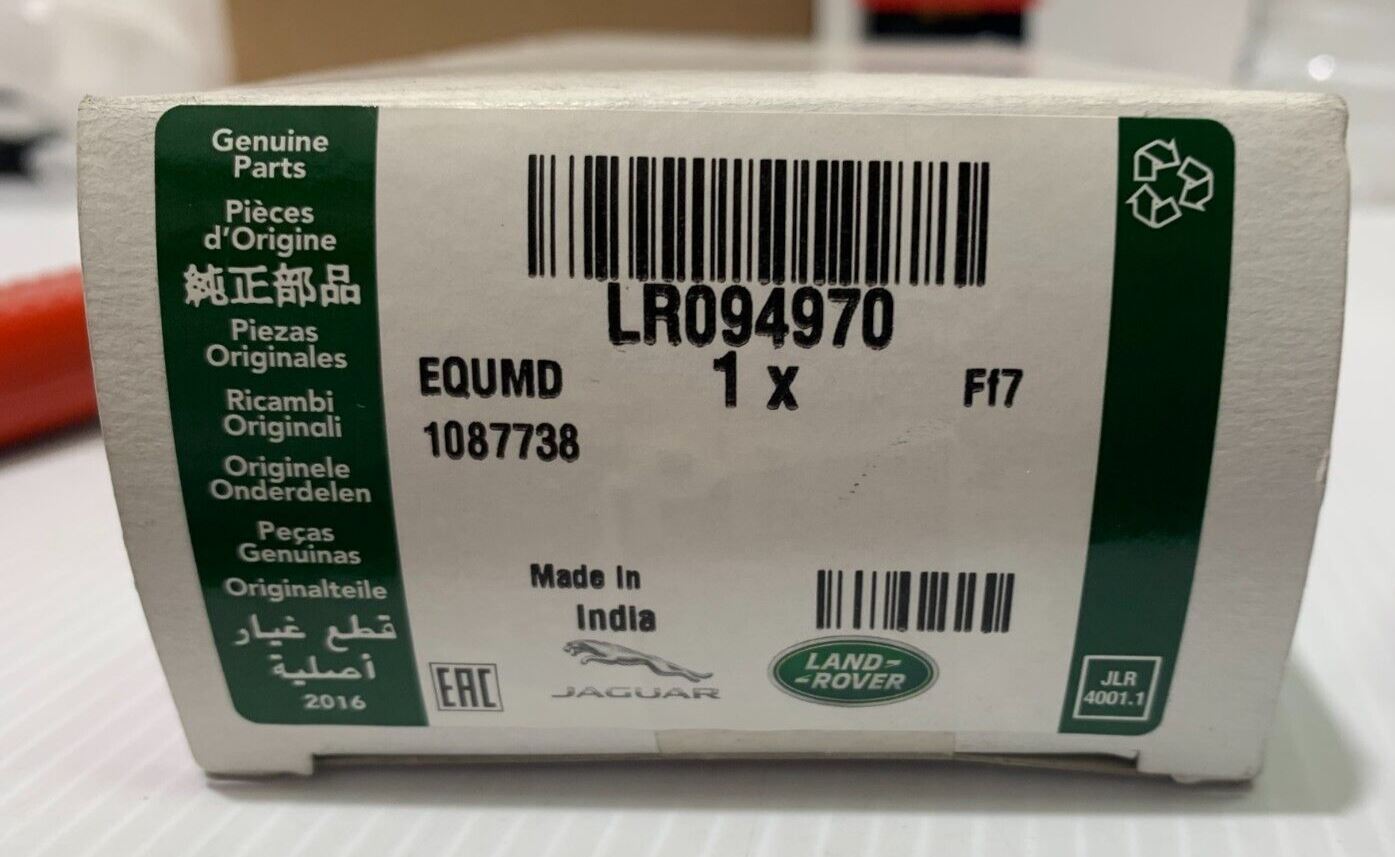 Genuine
Parts
Pièces
d'Origine
純正部品
Piezas
Originales
Ricambi
Originali
Originele
Onderdelen
Peças
Genuinas
Originalteile
قطع غيار
أصلية
2016
LR094970
EQUMD 1 x Ff7
1087738
Made In
India
EAC
JAGUAR
LAND-
-ROVER
JLR
4001.1